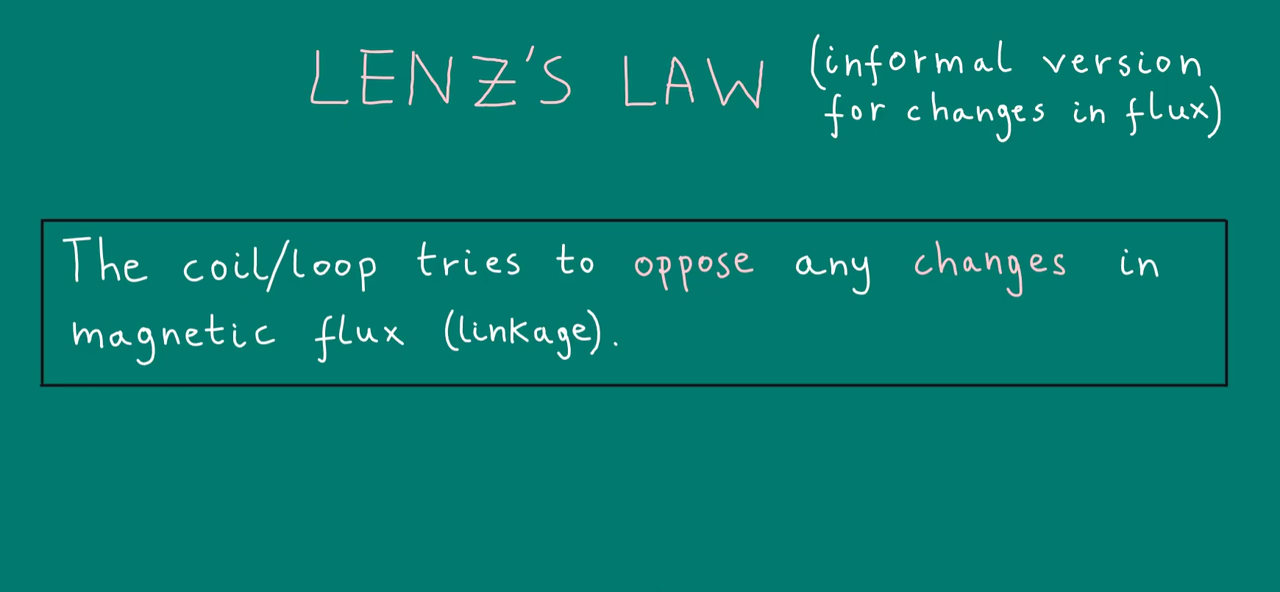 LENZ'S LAW
(informal version
for changes in flux)
The coil/loop tries to oppose any changes in
magnetic flux (linkage).